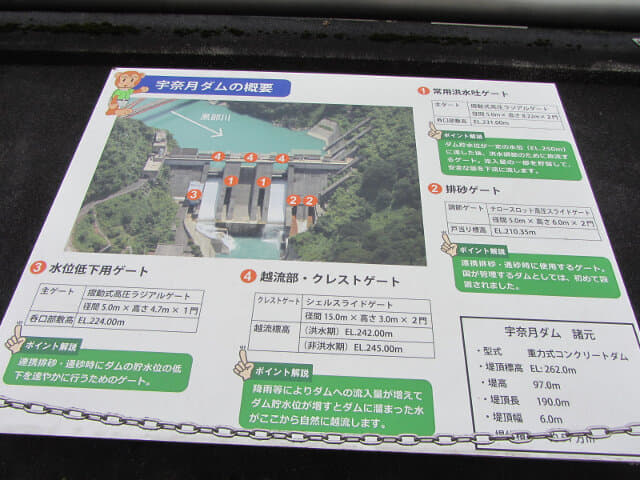 宇奈月ダムの概要
黒部川
4 4 4
3 1 1 2 2
1 常用洪水吐ゲート
主ゲート 摺動式高圧ラジアルゲート
径間 5.0m×高さ5.22m×2門
呑口部敷高 EL.231.00m
ポイント解説
ダム貯水位が一定の水位（EL.250m）
に達した後、洪水調節のために放流す
るゲート。流入量の一部を貯留して、
安全な量を下流に流します。
2 排砂ゲート
調節ゲート テロースロット高圧スライドゲート
径間 5.0m×高さ 6.0m × 2門
戸当り標高 EL.210.35m
ポイント解説
連携排砂・通砂時に使用するゲート。
国が管理するダムとしては、初めて設
置されました。
3 水位低下用ゲート
主ゲート 摺動式高圧ラジアルゲート
径間 5.0m × 高さ 4.7m × 1門
呑口部敷高 EL.224.00m
ポイント解説
連携排砂・通砂時にダムの貯水位の低
下を速やかに行うためのゲート。
4 越流部・クレストゲート
クレストゲート シェルスライドゲート
径間 15.0m × 高さ 3.0m × 2門
越流標高 （洪水期）EL.242.00m
（非洪水期）EL.245.00m
ポイント解説
降雨等によりダムへの流入量が増えて
ダム貯水位が増すとダムに溜まった水
がここから自然に越流します。
宇奈月ダム 諸元
・型式 重力式コンクリートダム
・堤頂標高 EL: 262.0m
・堤高 97.0m
・堤頂長 190.0m
・堤頂幅 6.0m